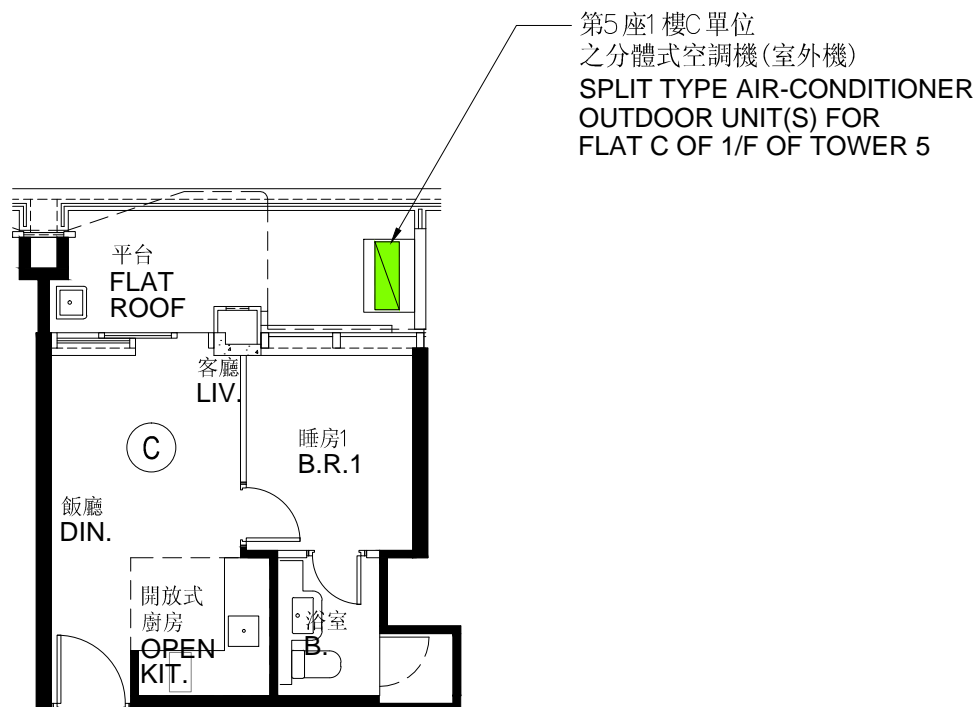 第5座1樓C單位
之分體式空調機(室外機)
SPLIT TYPE AIR-CONDITIONER
OUTDOOR UNIT(S) FOR
FLAT C OF 1/F OF TOWER 5
平台
FLAT
ROOF
客廳
LIV.
C
睡房1
B.R.1
飯廳
DIN.
開放式
廚房
OPEN
KIT.
浴室
B.